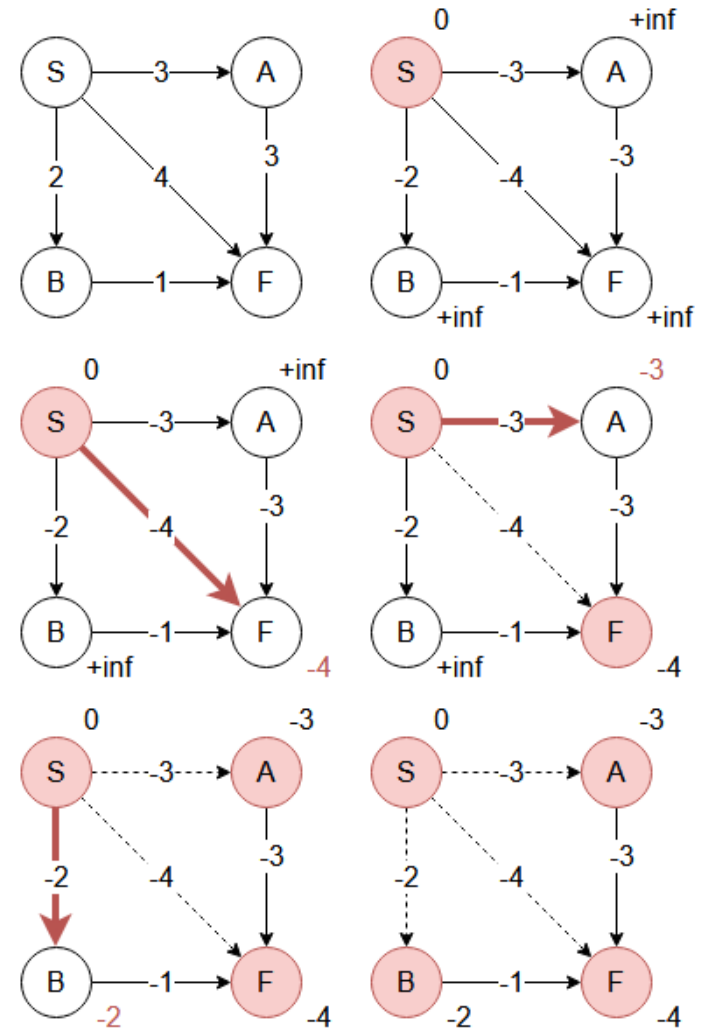 0 +inf
S 3 A S -3 A
2 4 3 -2 -4 -3
B 1 F B -1 F
+inf +inf
0 +inf 0 -3
S -3 A S -3 A
-2 -4 -3 -2 -4 -3
B -1 F B -1 F
+inf -4 +inf -4
0 -3 0 -3
S -3 A S -3 A
-2 -4 -3 -2 -4 -3
B -1 F B -1 F
-2 -4 -2 -4